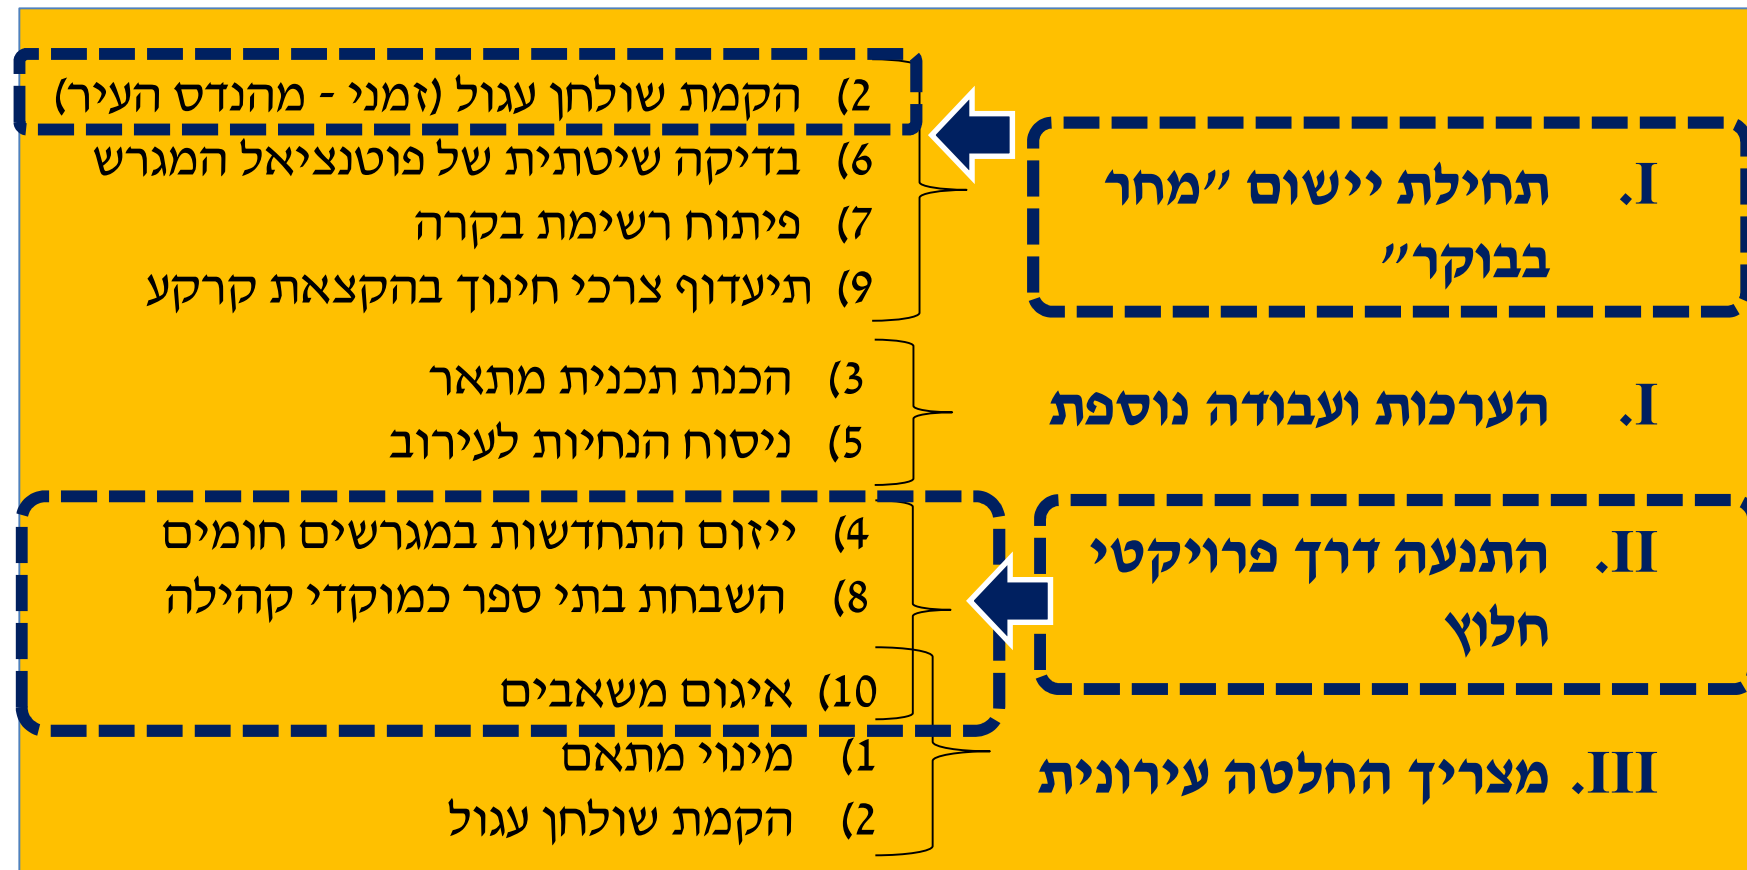 I. תחילת יישום "מחר
בבוקר"
2) הקמת שולחן עגול (זמני - מהנדס העיר)
6) בדיקה שיטתית של פוטנציאל המגרש
7) פיתוח רשימת בקרה
9) תיעדוף צרכי חינוך בהקצאת קרקע
I. הערכות ועבודה נוספת
3) הכנת תכנית מתאר
5) ניסוח הנחיות לעירוב
II. התנעה דרך פרויקטי
חלוץ
4) ייזום התחדשות במגרשים חומים
8) השבחת בתי ספר כמוקדי קהילה
10) איגום משאבים
III. מצריך החלטה עירונית
1) מינוי מתאם
2) הקמת שולחן עגול